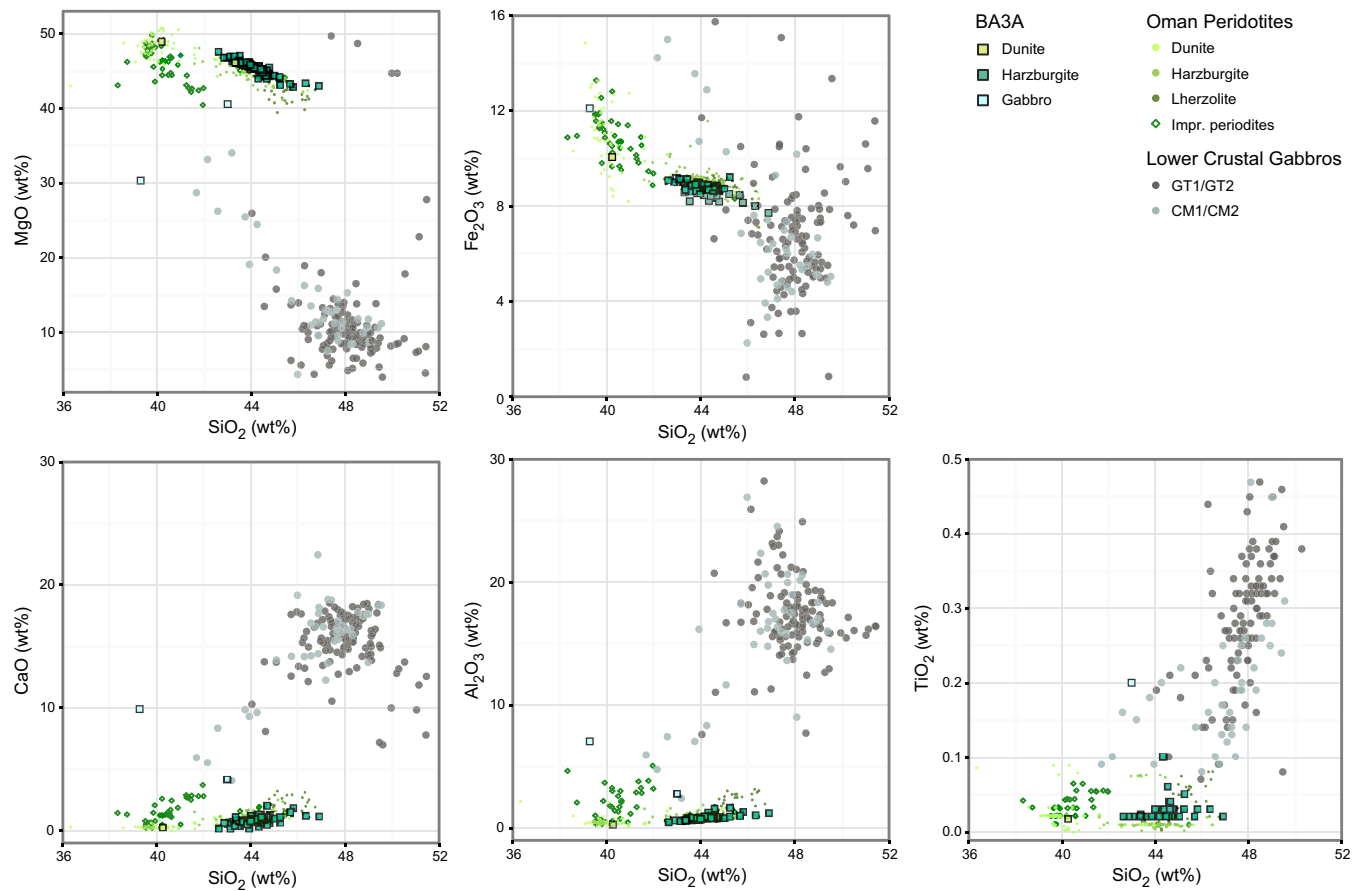 50
40
30
20
10
MgO (wt%)
36
40
44
48
52
SiO2 (wt%)
16
12
8
4
0
Fe2O3 (wt%)
36
40
44
48
52
SiO2 (wt%)
BA3A
Dunite
Harzburgite
Gabbro
Oman Peridotites
Dunite
Harzburgite
Lherzolite
Impr. periodites
Lower Crustal Gabbros
GT1/GT2
CM1/CM2
30
20
10
0
CaO (wt%)
36
40
44
48
52
SiO2 (wt%)
30
20
10
0
Al2O3 (wt%)
36
40
44
48
52
SiO2 (wt%)
0.5
0.4
0.3
0.2
0.1
0.0
TiO2 (wt%)
36
40
44
48
52
SiO2 (wt%)